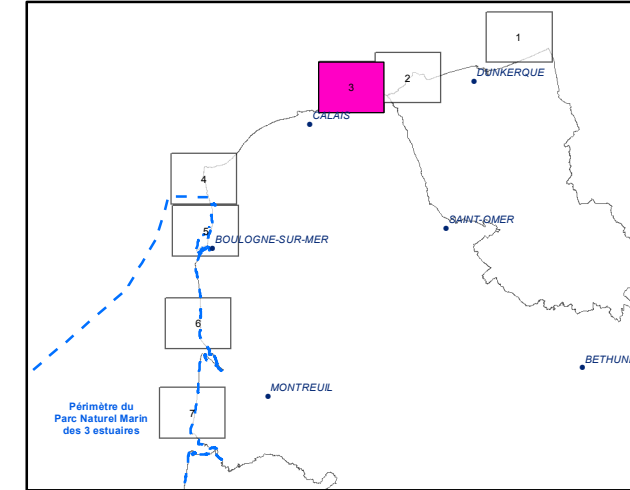 1
2
DUNKERQUE
3
CALAIS
4
SAINT-OMER
5
BOULOGNE-SUR-MER
6
BETHUNE
MONTREUIL
7
Périmètre du
Parc Naturel Marin
des 3 estuaires